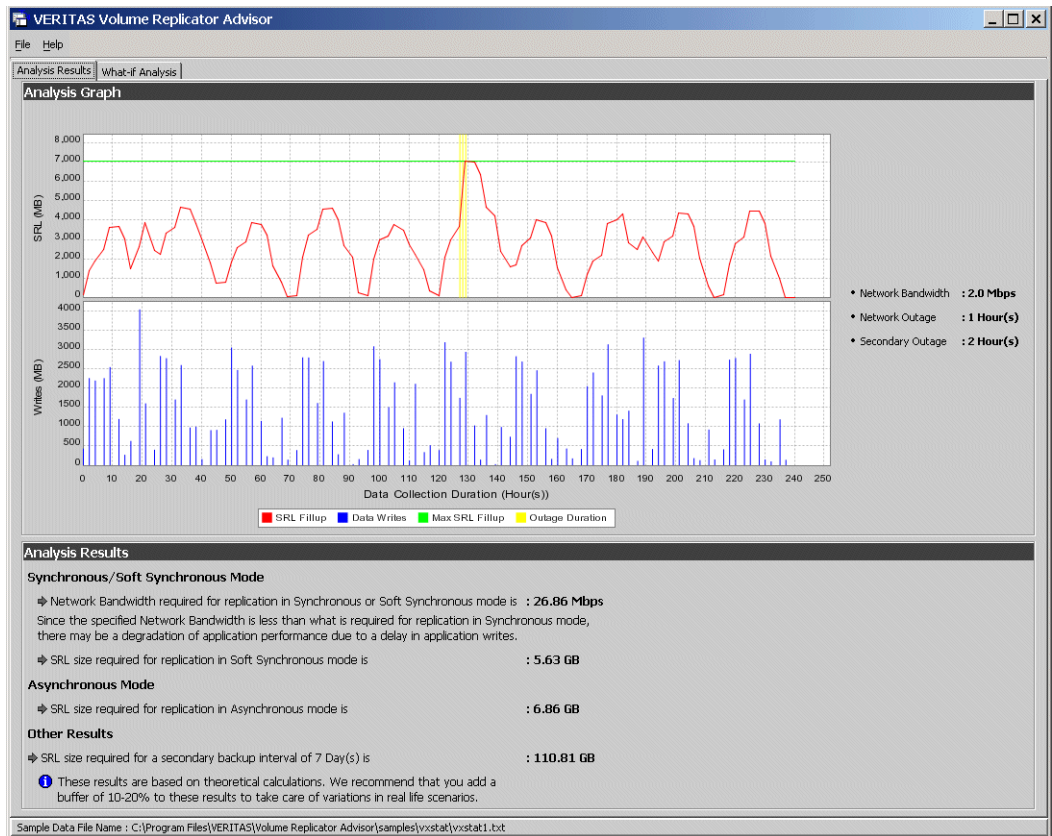 VERITAS Volume Replicator Advisor
File Help
Analysis Results What-if Analysis
Analysis Graph
8,000
7,000
6,000
5,000
4,000
3,000
2,000
1,000
0
SRL (MB)
4000
3500
3000
2500
2000
1500
1000
500
0
Writes (MB)
0 10 20 30 40 50 60 70 80 90 100 110 120 130 140 150 160 170 180 190 200 210 220 230 240 250
Data Collection Duration (Hour(s))
SRL Fillup Data Writes Max SRL Fillup Outage Duration
Network Bandwidth : 2.0 Mbps
Network Outage : 1 Hour(s)
Secondary Outage : 2 Hour(s)
Analysis Results
Synchronous/Soft Synchronous Mode
Network Bandwidth required for replication in Synchronous or Soft Synchronous mode is : 26.86 Mbps
Since the specified Network Bandwidth is less than what is required for replication in Synchronous mode,
there may be a degradation of application performance due to a delay in application writes.
SRL size required for replication in Soft Synchronous mode is : 5.63 GB
Asynchronous Mode
SRL size required for replication in Asynchronous mode is : 6.86 GB
Other Results
SRL size required for a secondary backup interval of 7 Day(s) is : 110.81 GB
These results are based on theoretical calculations. We recommend that you add a
buffer of 10-20% to these results to take care of variations in real life scenarios.
Sample Data File Name : C:\Program Files\VERITAS\Volume Replicator Advisor\samples\vxstat\vxstat1.txt